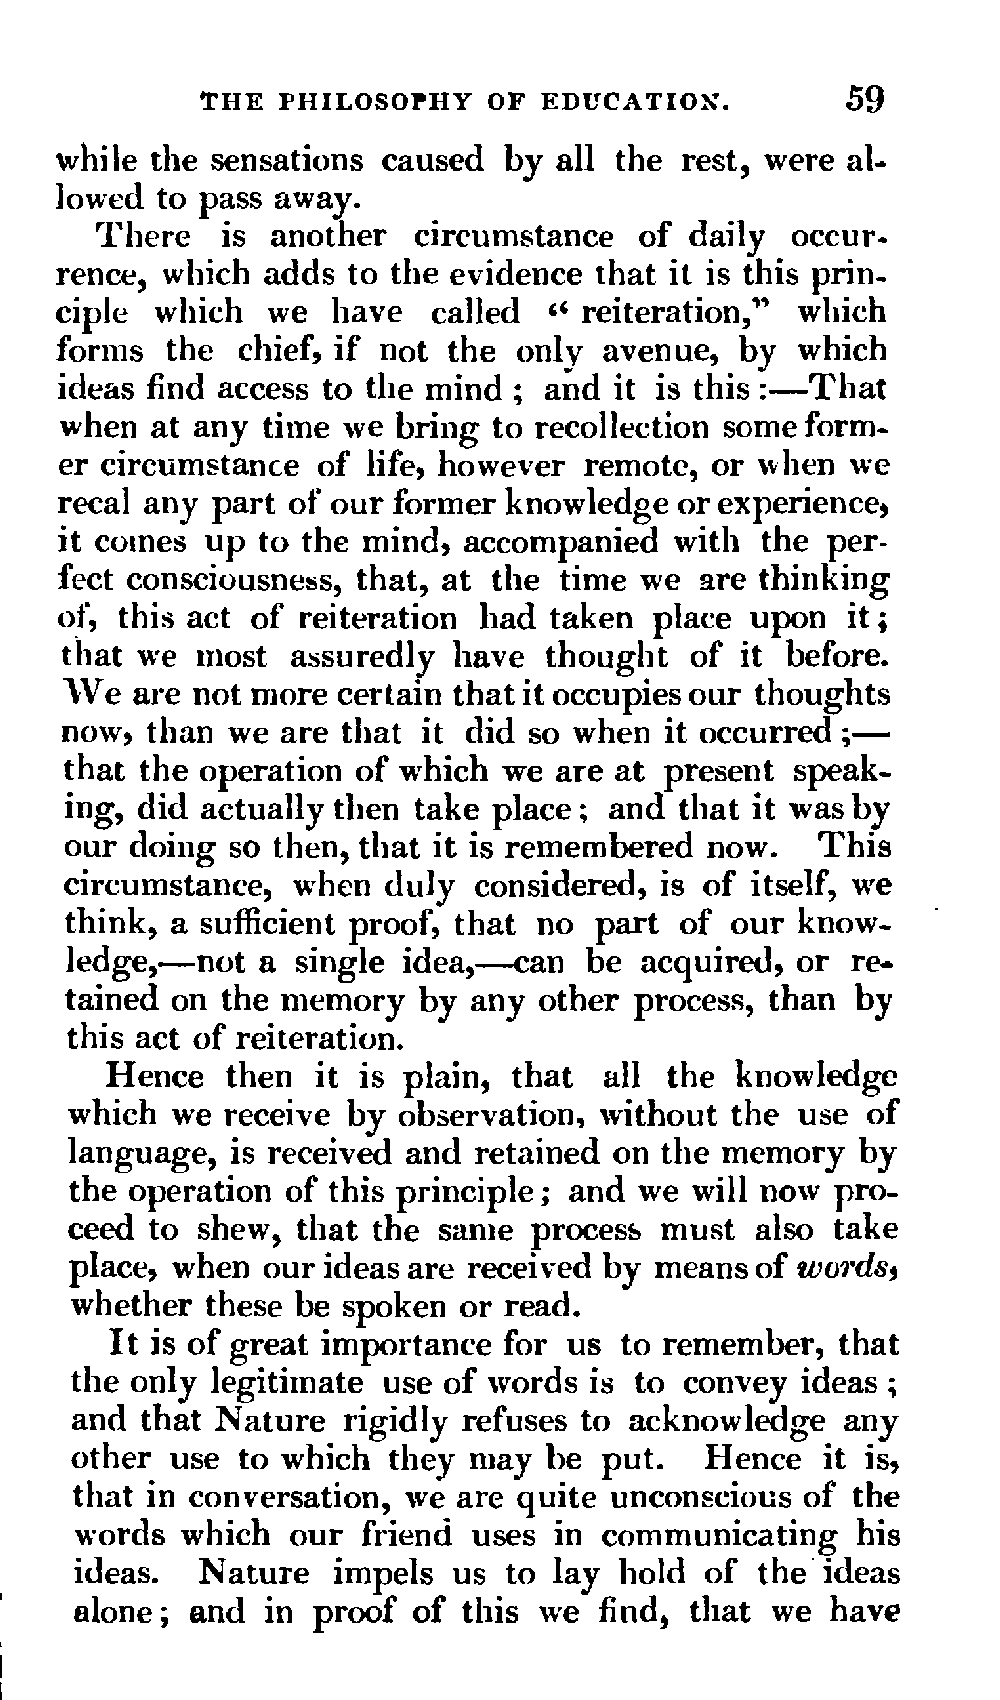 THE PHILOSOPHY OF EDUCATION. 59
while the sensations caused by all the rest, were al-
lowed to pass away.
There is another circumstance of daily occur-
rence, which adds to the evidence that it is this prin-
ciple which we have called “ reiteration,” which
forms the chief, if not the only avenue, by which
ideas find access to the mind ; and it is this :—That
when at any time we bring to recollection some form-
er circumstance of life, however remote, or when we
recal any part of our former knowledge or experience,
it comes up to the mind, accompanied with the per-
fect consciousness, that, at the time we are thinking
of, this act of reiteration had taken place upon it ;
that we most assuredly have thought of it before.
We are not more certain that it occupies our thoughts
now, than we are that it did so when it occurred ;—
that the operation of which we are at present speak-
ing, did actually then take place ; and that it was by
our doing so then, that it is remembered now. This
circumstance, when duly considered, is of itself, we
think, a sufficient proof, that no part of our know-
ledge,—not a single idea,—can be acquired, or re-
tained on the memory by any other process, than by
this act of reiteration.
Hence then it is plain, that all the knowledge
which we receive by observation, without the use of
language, is received and retained on the memory by
the operation of this principle ; and we will now pro-
ceed to shew, that the same process must also take
place, when our ideas are received by means of words,
whether these be spoken or read.
It is of great importance for us to remember, that
the only legitimate use of words is to convey ideas ;
and that Nature rigidly refuses to acknowledge any
other use to which they may be put. Hence it is,
that in conversation, we are quite unconscious of the
words which our friend uses in communicating his
ideas. Nature impels us to lay hold of the ideas
alone ; and in proof of this we find, that we have